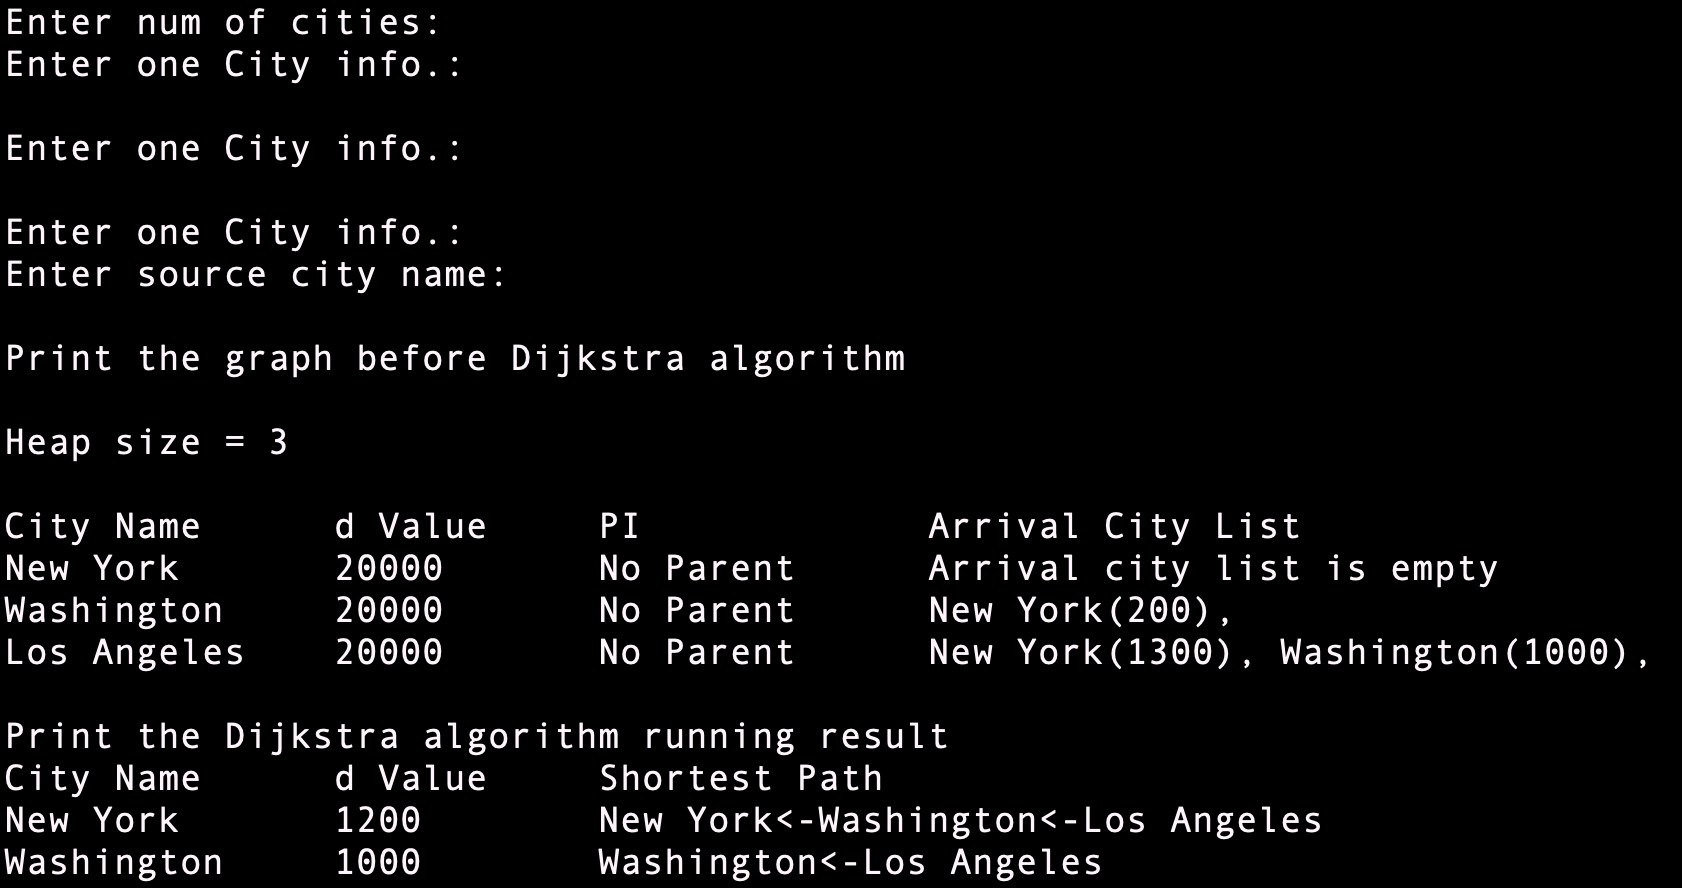 Enter num of cities:
Enter one City info.:
Enter one City info.:
Enter one City info.:
Enter source city name:
Print the graph before Dijkstra algorithm
Heap size = 3
City Name      d Value     PI             Arrival City List
New York       20000       No Parent      Arrival city list is empty
Washington     20000       No Parent      New York(200),
Los Angeles    20000       No Parent      New York(1300), Washington(1000),
Print the Dijkstra algorithm running result
City Name      d Value     Shortest Path
New York       1200        New York<-Washington<-Los Angeles
Washington     1000        Washington<-Los Angeles